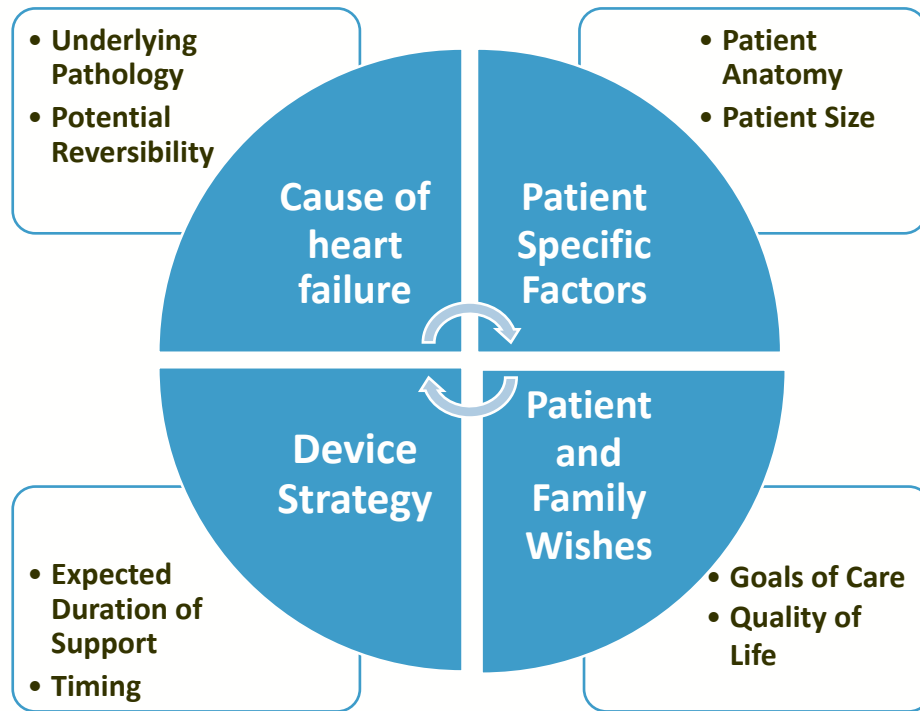 • Underlying
Pathology
• Potential
Reversibility
• Patient
Anatomy
• Patient Size
Cause of
heart
failure
Patient
Specific
Factors
Device
Strategy
Patient
and
Family
Wishes
• Expected
Duration of
Support
• Timing
• Goals of Care
• Quality of
Life